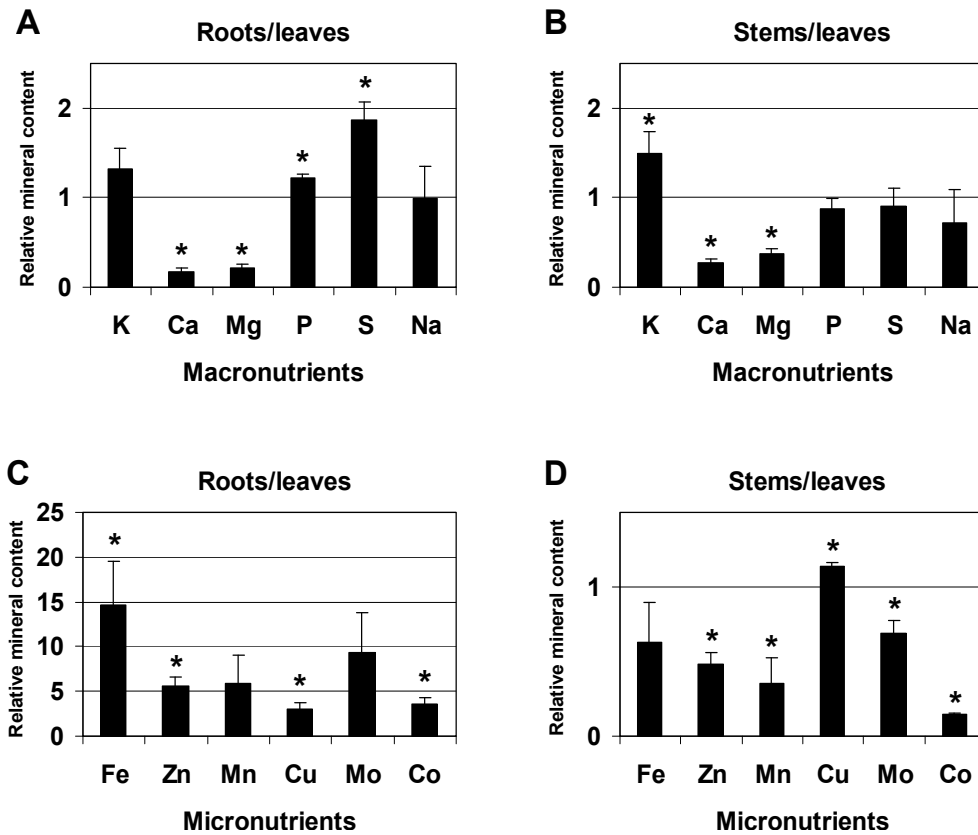 A
Roots/leaves
Relative mineral content
2
1
0
*
*
*
*
K Ca Mg P S Na
Macronutrients
B
Stems/leaves
Relative mineral content
2
1
0
*
*
*
K Ca Mg P S Na
Macronutrients
C
Roots/leaves
Relative mineral content
25
20
15
10
5
0
*
*
*
*
Fe Zn Mn Cu Mo Co
Micronutrients
D
Stems/leaves
Relative mineral content
1
0
*
*
*
*
*
Fe Zn Mn Cu Mo Co
Micronutrients